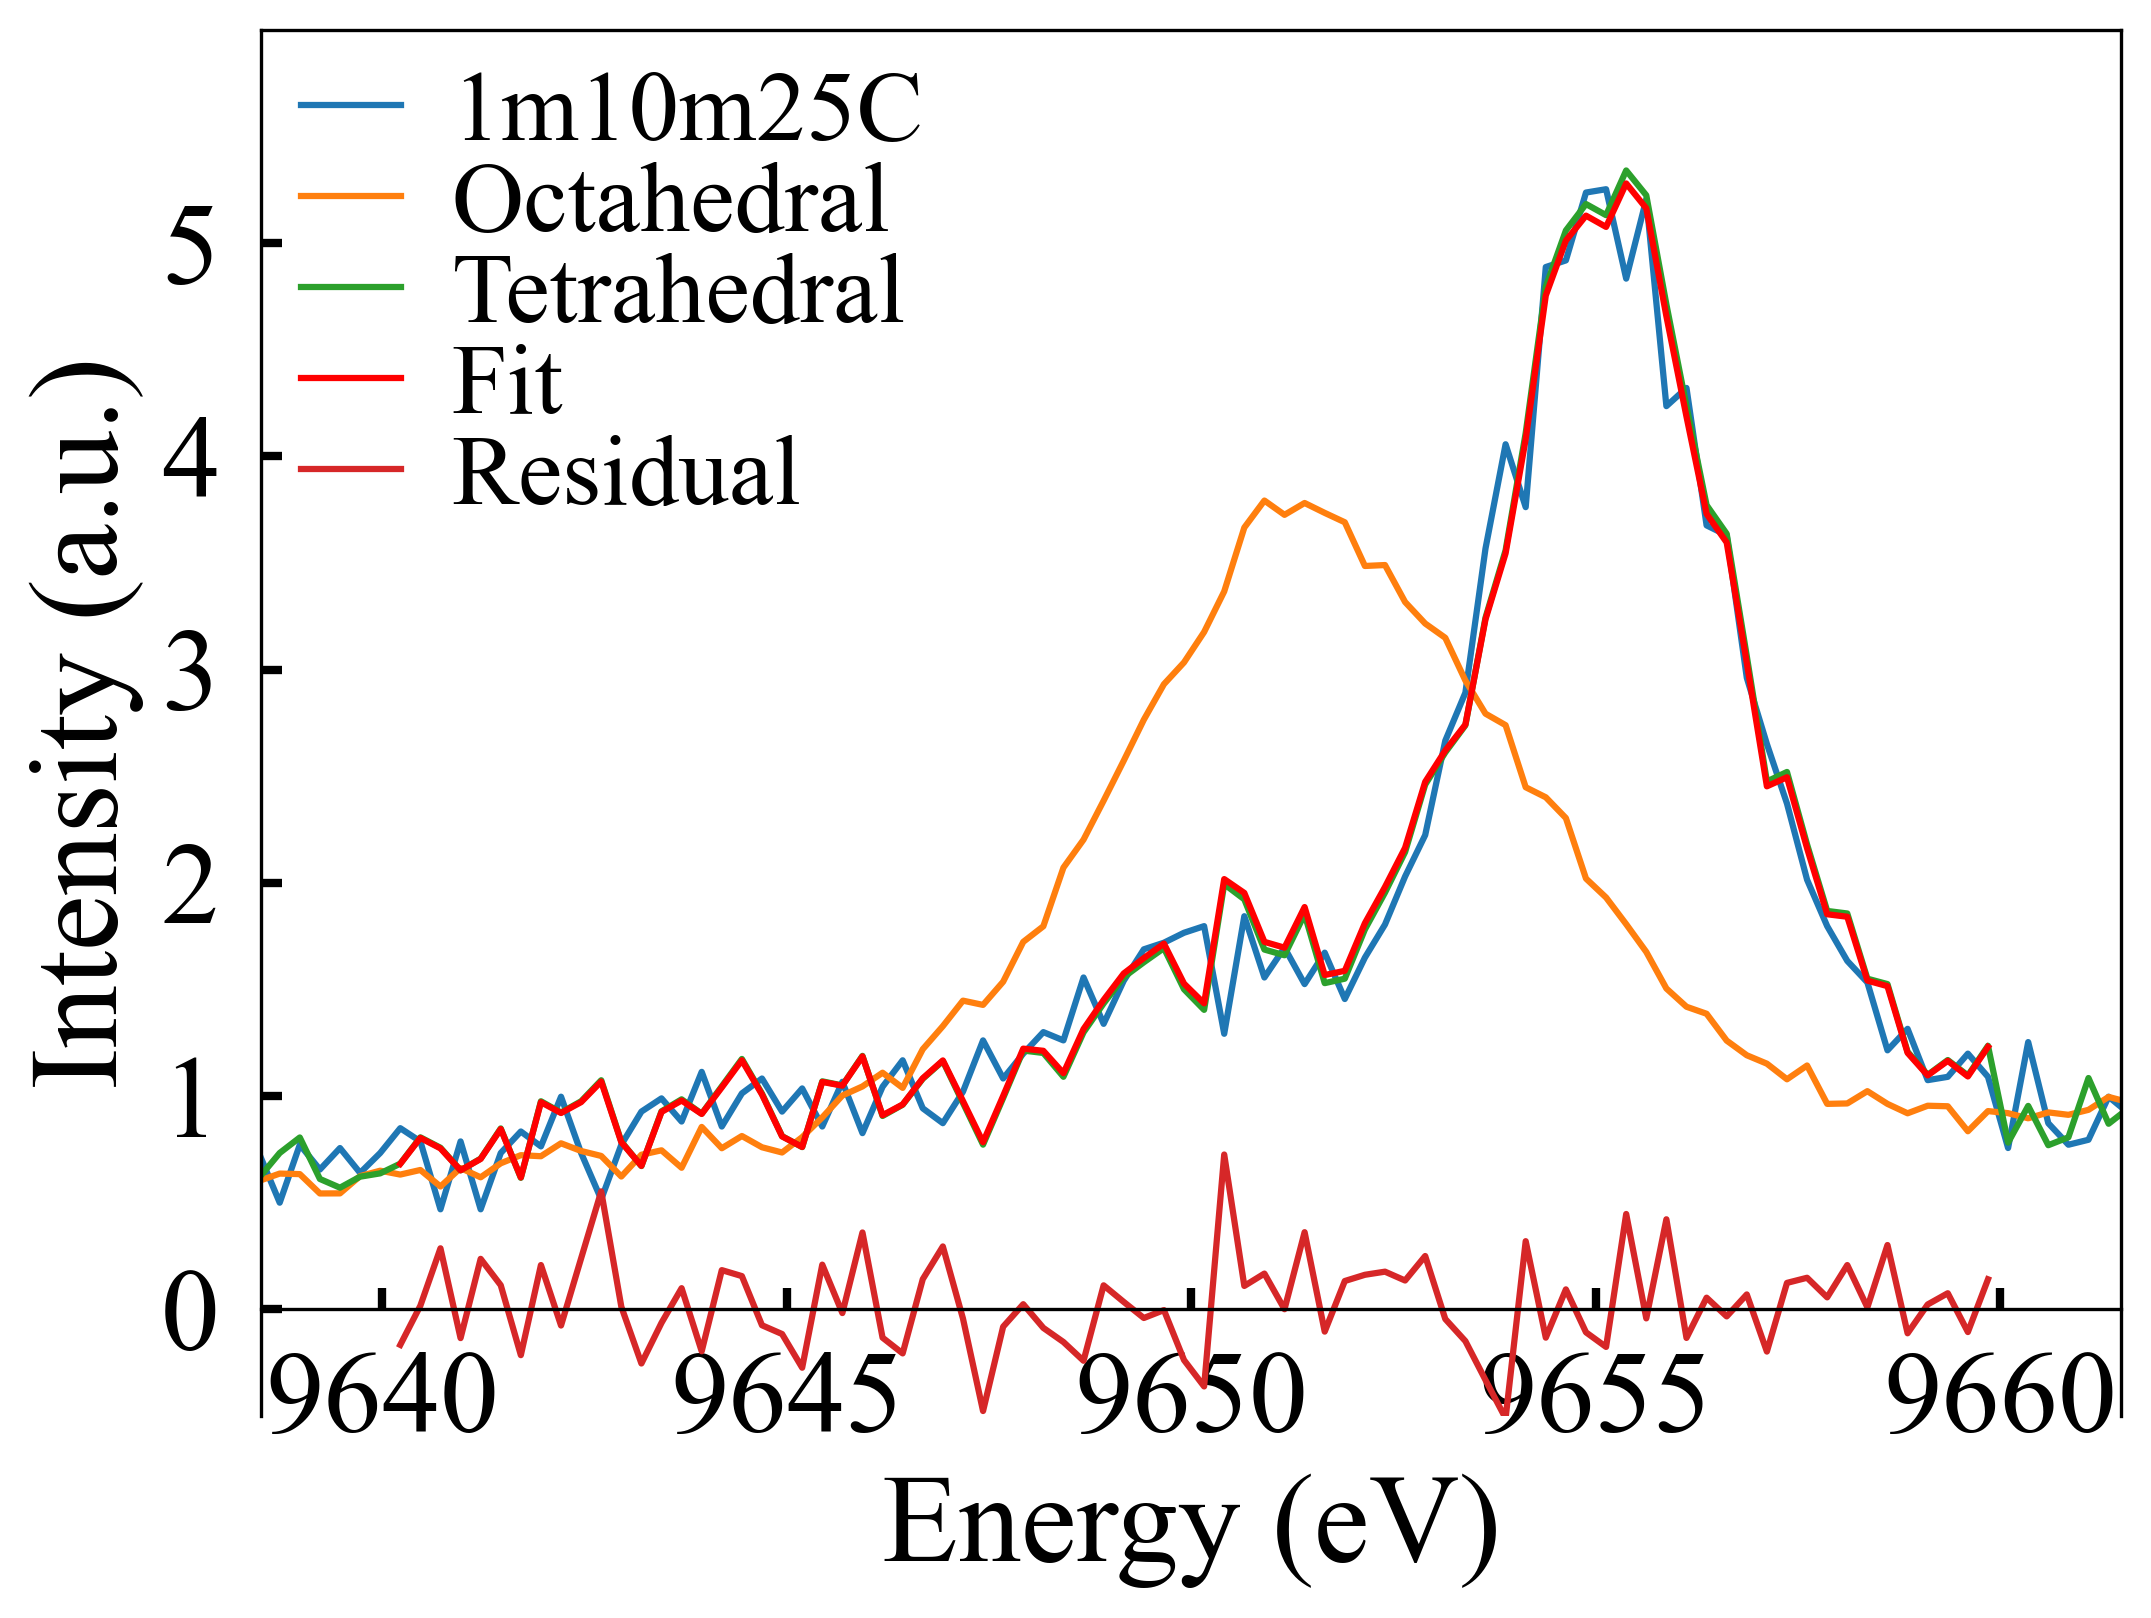 1m10m25C
Octahedral
Tetrahedral
Fit
Residual
Intensity (a.u.)
5
4
3
2
1
0
9640 9645 9650 9655 9660
Energy (eV)